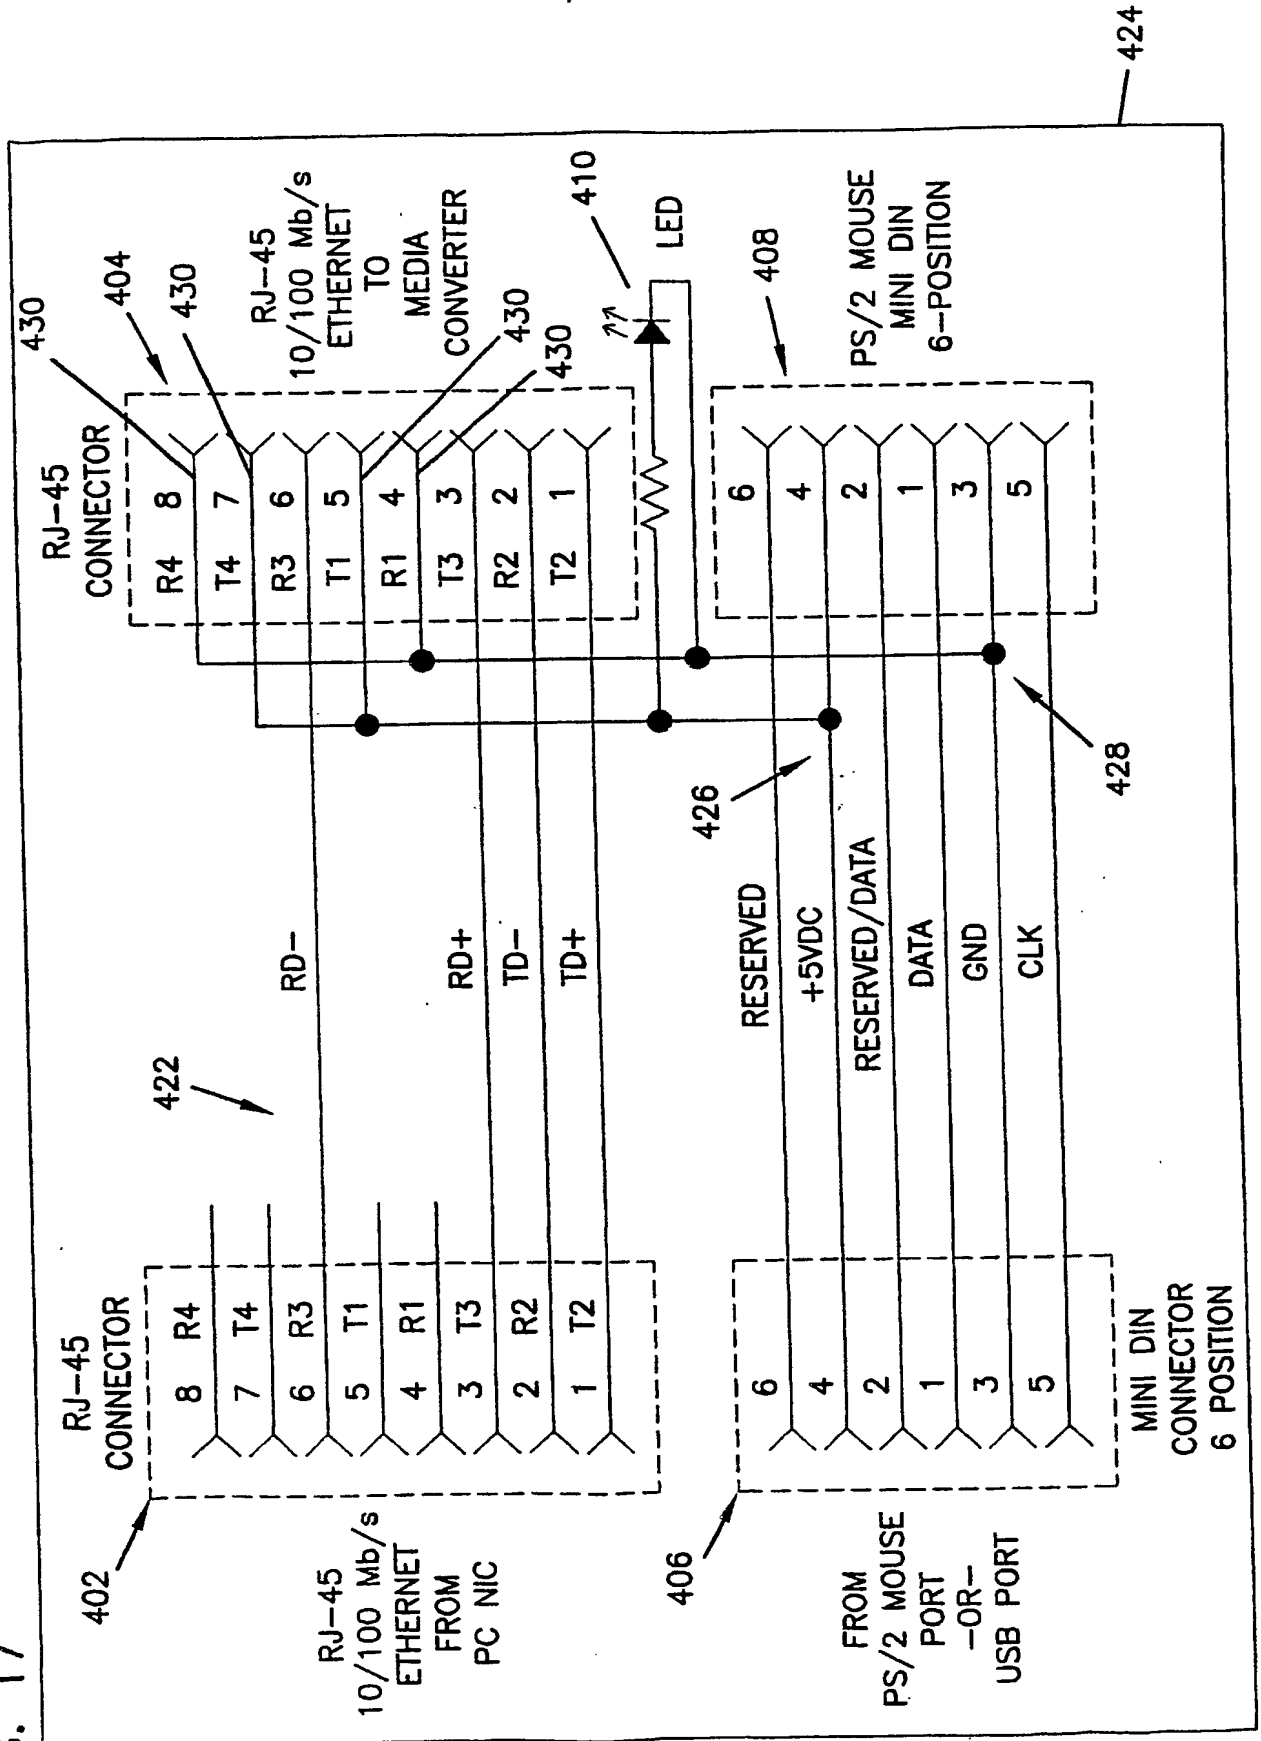 . 17
424
RJ-45
CONNECTOR
402
8 R4
7 T4
6 R3
5 T1
4 R1
3 T3
2 R2
1 T2
RJ-45
10/100 Mb/s
ETHERNET
FROM
PC NIC
422
RD-
RD+
TD-
TD+
RJ-45
CONNECTOR
430
404
430
R4 8
T4 7
R3 6
T1 5
R1 4
T3 3
R2 2
T2 1
RJ-45
10/100 Mb/s
ETHERNET
TO
MEDIA
CONVERTER
430
430
410
LED
406
6
4
2
1
3
5
FROM
PS/2 MOUSE
PORT
-OR-
USB PORT
MINI DIN
CONNECTOR
6 POSITION
RESERVED
+5VDC
RESERVED/DATA
DATA
GND
CLK
426
428
408
6
4
2
1
3
5
PS/2 MOUSE
MINI DIN
6-POSITION